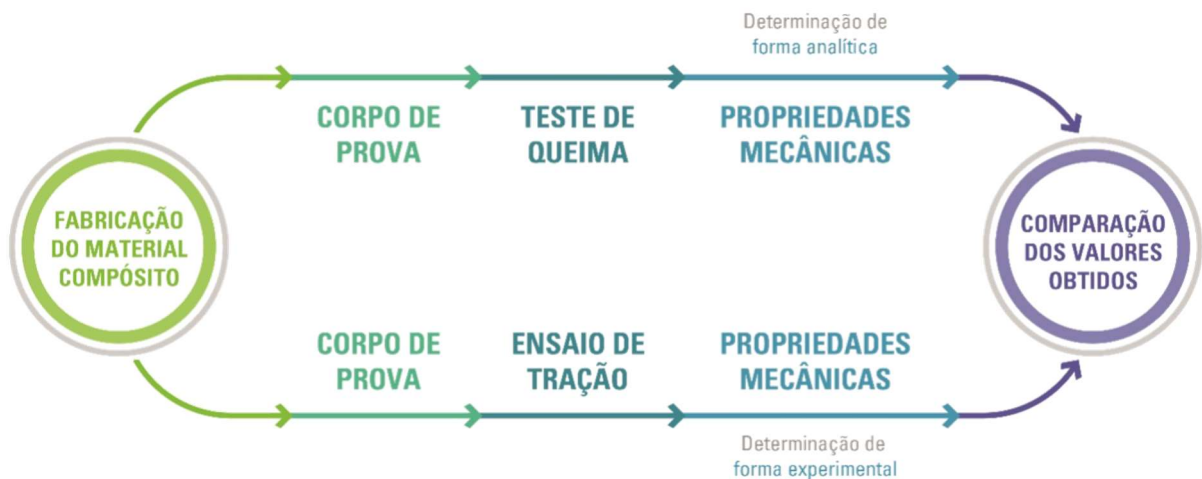 Determinação de
forma analítica
CORPO DE
PROVA
TESTE DE
QUEIMA
PROPRIEDADES
MECÂNICAS
FABRICAÇÃO
DO MATERIAL
COMPÓSITO
COMPARAÇÃO
DOS VALORES
OBTIDOS
CORPO DE
PROVA
ENSAIO DE
TRAÇÃO
PROPRIEDADES
MECÂNICAS
Determinação de
forma experimental